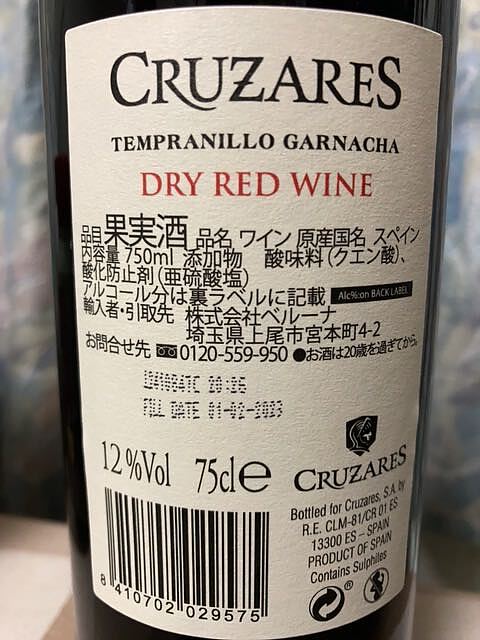 CRUZARES
TEMPRANILLO GARNACHA
DRY RED WINE
品目 果実酒 品名 ワイン 原産国名 スペイン
内容量 750ml 添加物 酸味料(クエン酸)、
酸化防止剤(亜硫酸塩)
アルコール分は裏ラベルに記載 Alc%:on BACK LABEL
輸入者・引取先 株式会社ベルーナ
埼玉県上尾市宮本町4-2
お問合せ先 0120-559-950 ●お酒は20歳を過ぎてから。
FILL DATE 01-02-2023
12%Vol 75cl e
CRUZARES
Bottled for Cruzares, S.A. by
R.E. CLM-81/CR 01 ES
13300 ES – SPAIN
PRODUCT OF SPAIN
Contains Sulphites
8 410702 029575
®